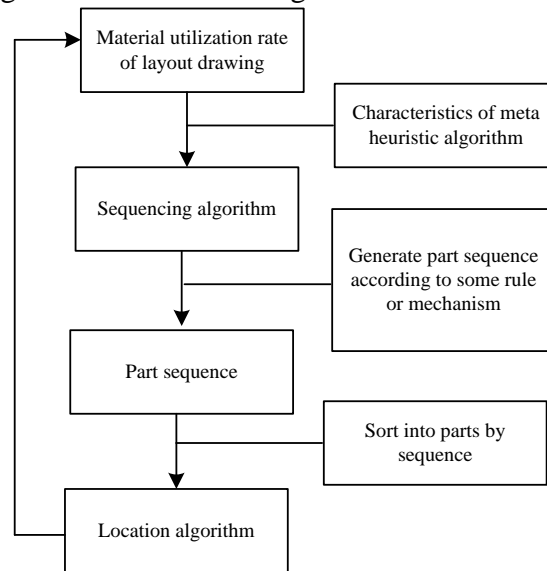 Material utilization rate
of layout drawing
Characteristics of meta
heuristic algorithm
Sequencing algorithm
Generate part sequence
according to some rule
or mechanism
Part sequence
Sort into parts by
sequence
Location algorithm